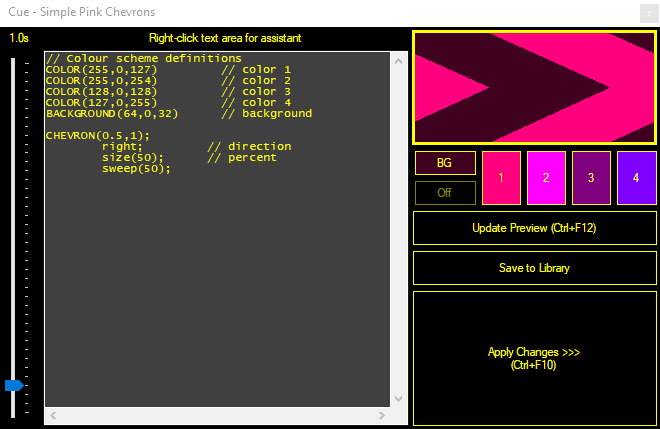 Cue - Simple Pink Chevrons
1.0s
Right-click text area for assistant
// Colour scheme definitions
COLOR(255,0,127) // color 1
COLOR(255,0,254) // color 2
COLOR(128,0,128) // color 3
COLOR(127,0,255) // color 4
BACKGROUND(64,0,32) // background
CHEVRON(0.5,1);
right; // direction
size(50); // percent
sweep(50);
BG
Off
1
2
3
4
Update Preview (Ctrl+F12)
Save to Library
Apply Changes >>>
(Ctrl+F10)